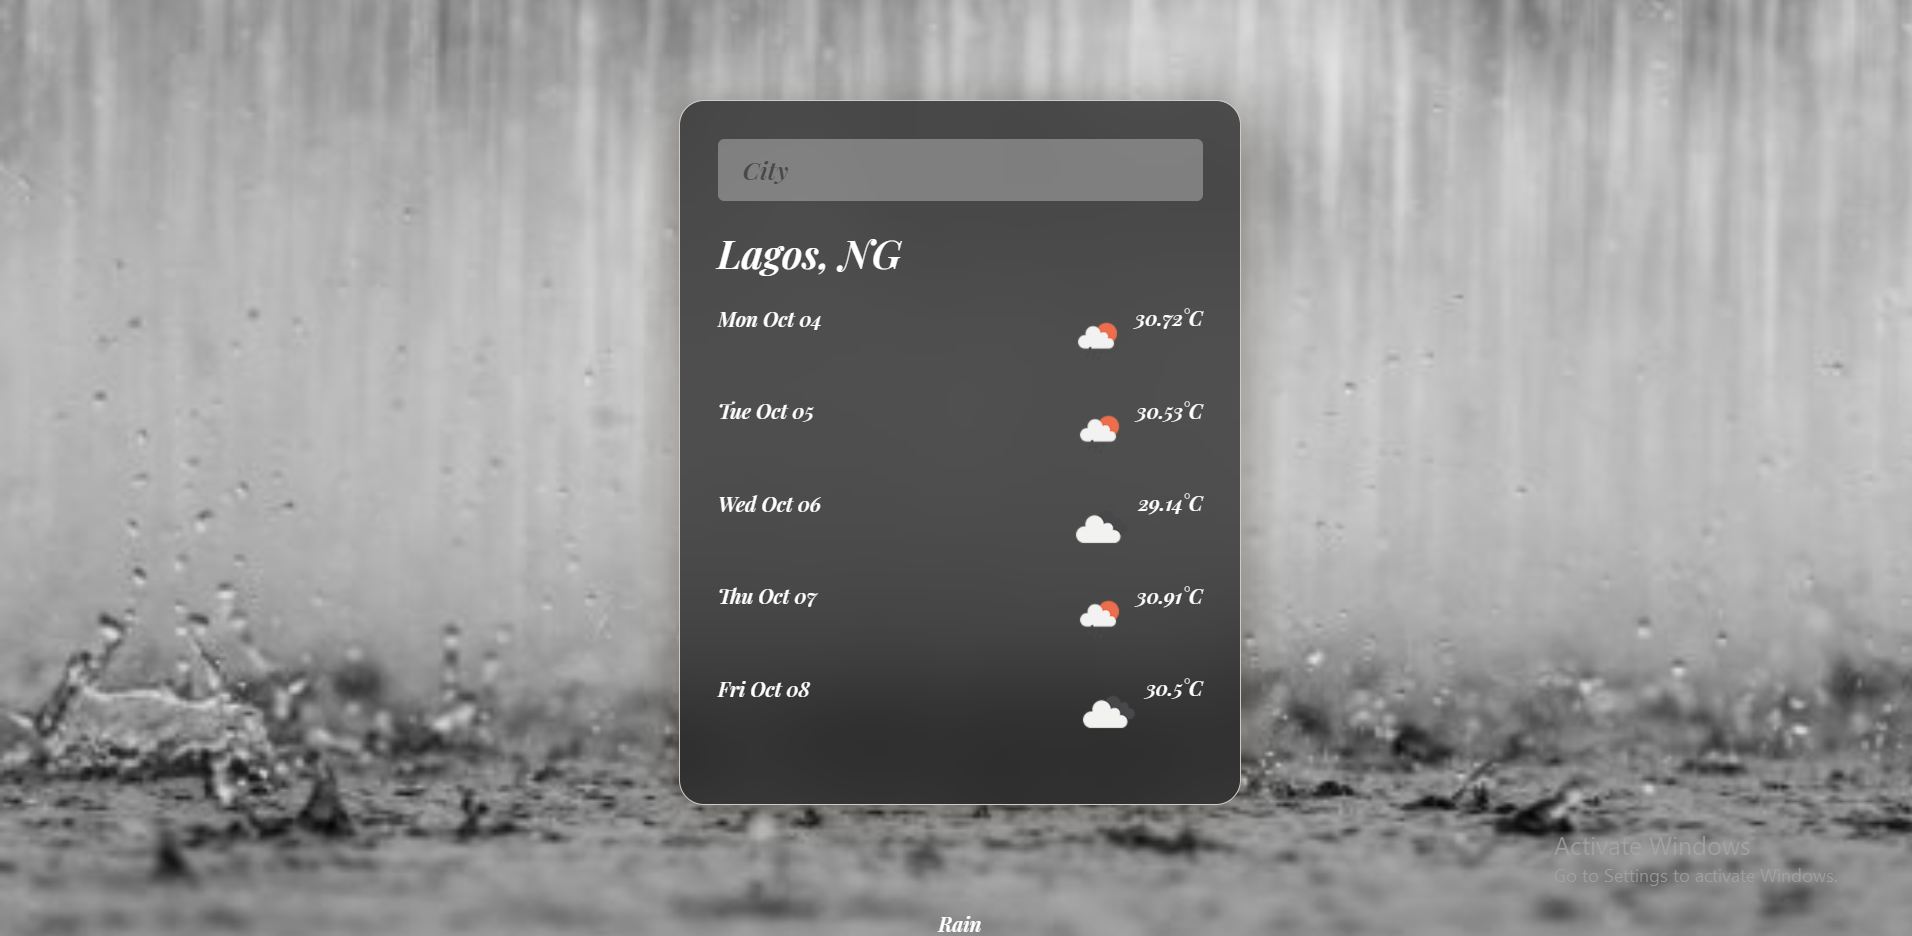 City
Lagos, NG
Mon Oct 04 30.72°C
Tue Oct 05 30.53°C
Wed Oct 06 29.14°C
Thu Oct 07 30.91°C
Fri Oct 08 30.5°C
Activate Windows
Go to Settings to activate Windows.
Rain